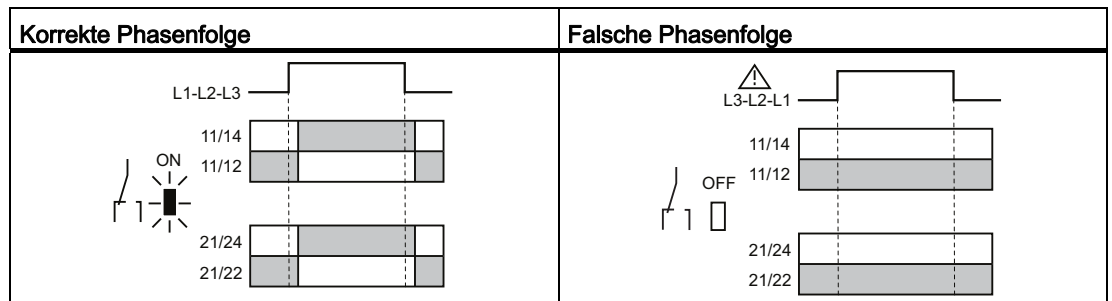 Korrekte Phasenfolge
L1-L2-L3
11/14
11/12
ON
21/24
21/22
Falsche Phasenfolge
L3-L2-L1
11/14
11/12
OFF
21/24
21/22